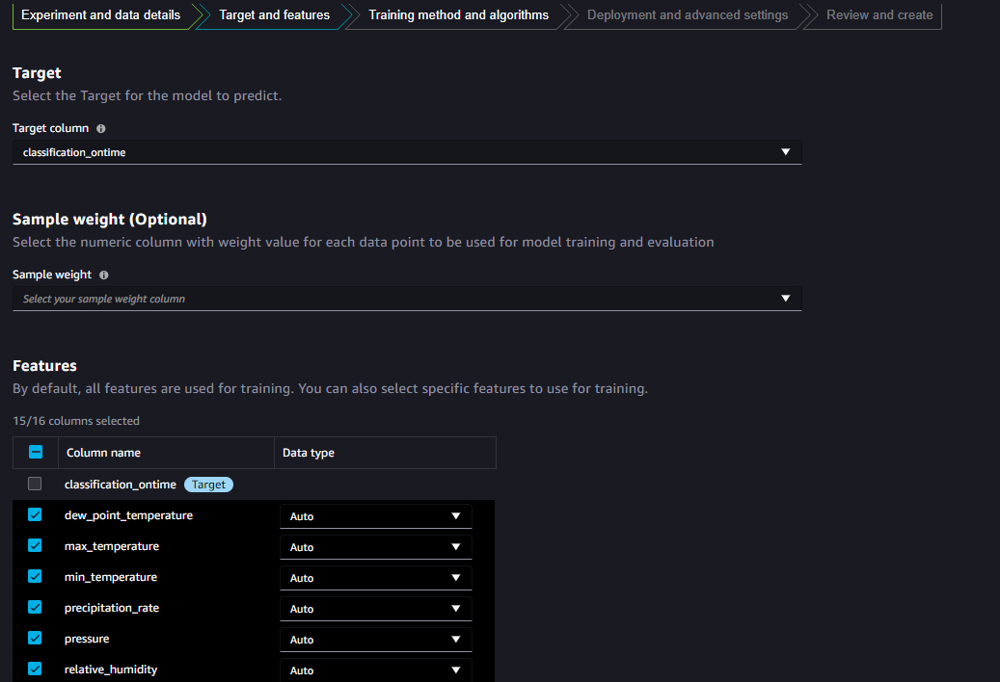 Experiment and data details Target and features Training method and algorithms Deployment and advanced settings Review and create
Target
Select the Target for the model to predict.
Target column
classification_ontime
Sample weight (Optional)
Select the numeric column with weight value for each data point to be used for model training and evaluation
Sample weight
Select your sample weight column
Features
By default, all features are used for training. You can also select specific features to use for training.
15/16 columns selected
Column name Data type
classification_ontime Target
dew_point_temperature Auto
max_temperature Auto
min_temperature Auto
precipitation_rate Auto
pressure Auto
relative_humidity Auto